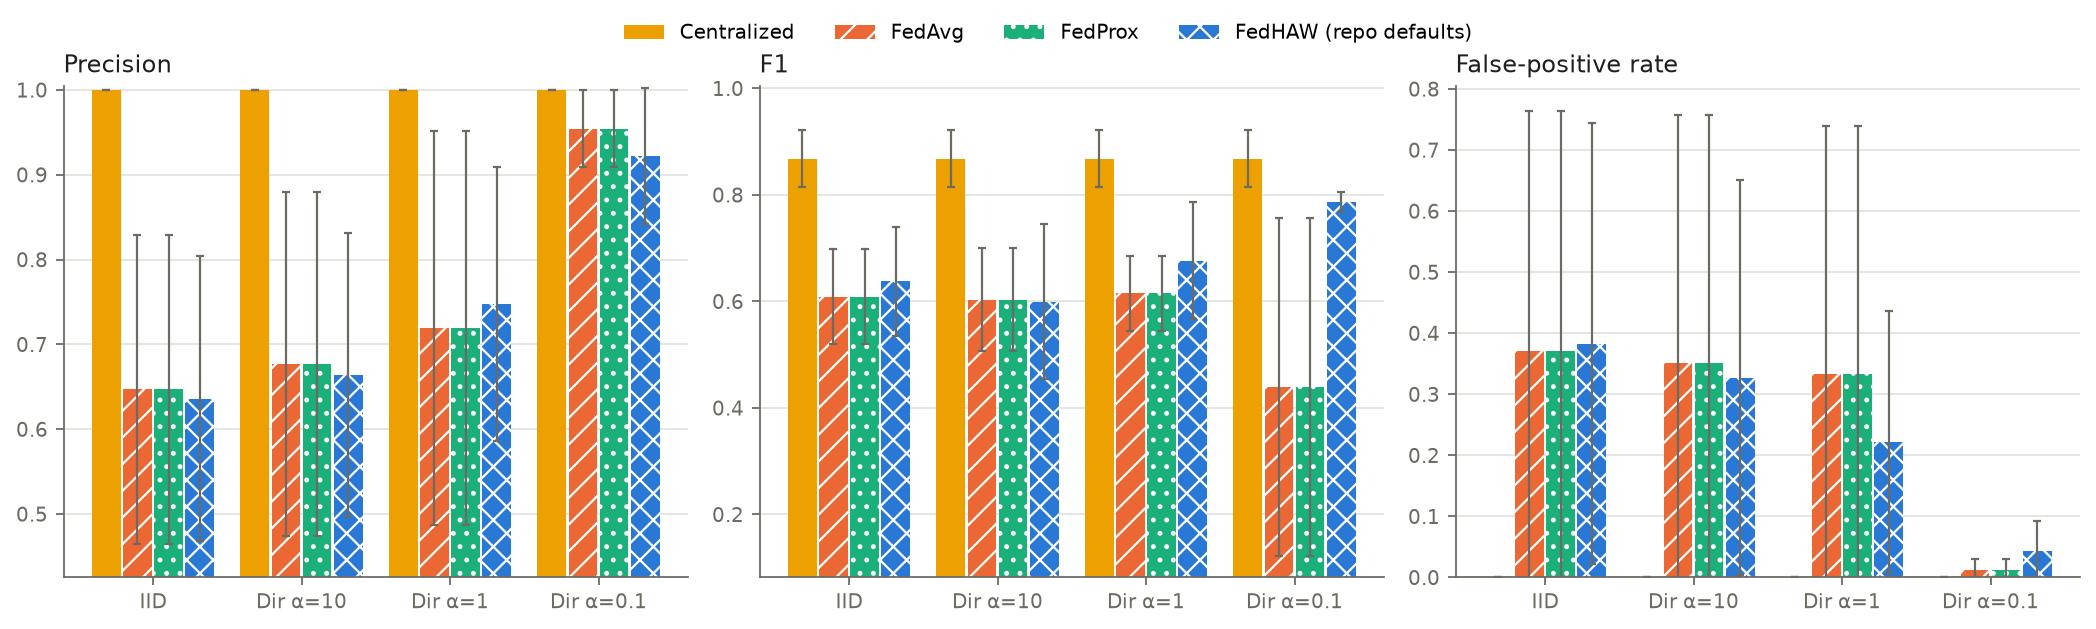 Centralized FedAvg FedProx FedHAW (repo defaults)
Precision
1.0
0.9
0.8
0.7
0.6
0.5
IID Dir α=10 Dir α=1 Dir α=0.1
F1
1.0
0.8
0.6
0.4
0.2
IID Dir α=10 Dir α=1 Dir α=0.1
False-positive rate
0.8
0.7
0.6
0.5
0.4
0.3
0.2
0.1
0.0
IID Dir α=10 Dir α=1 Dir α=0.1